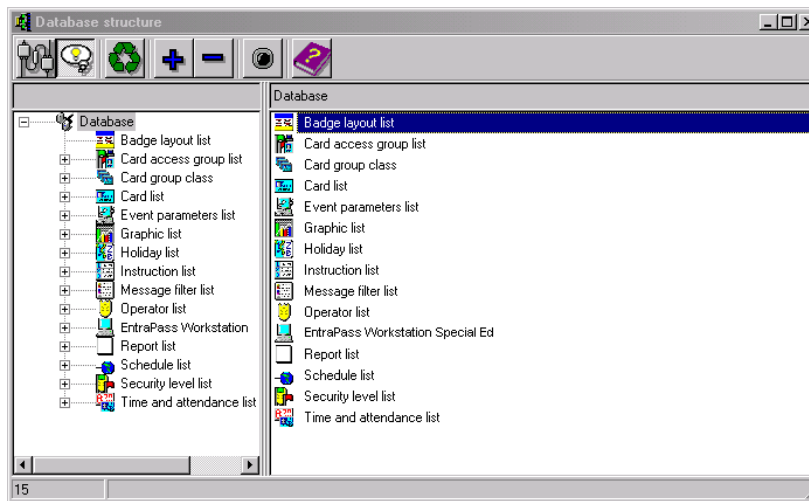 Database structure
Database
Database
Badge layout list
Card access group list
Card group class
Card list
Event parameters list
Graphic list
Holiday list
Instruction list
Message filter list
Operator list
EntraPass Workstation
Report list
Schedule list
Security level list
Time and attendance list
Badge layout list
Card access group list
Card group class
Card list
Event parameters list
Graphic list
Holiday list
Instruction list
Message filter list
Operator list
EntraPass Workstation Special Ed
Report list
Schedule list
Security level list
Time and attendance list
15